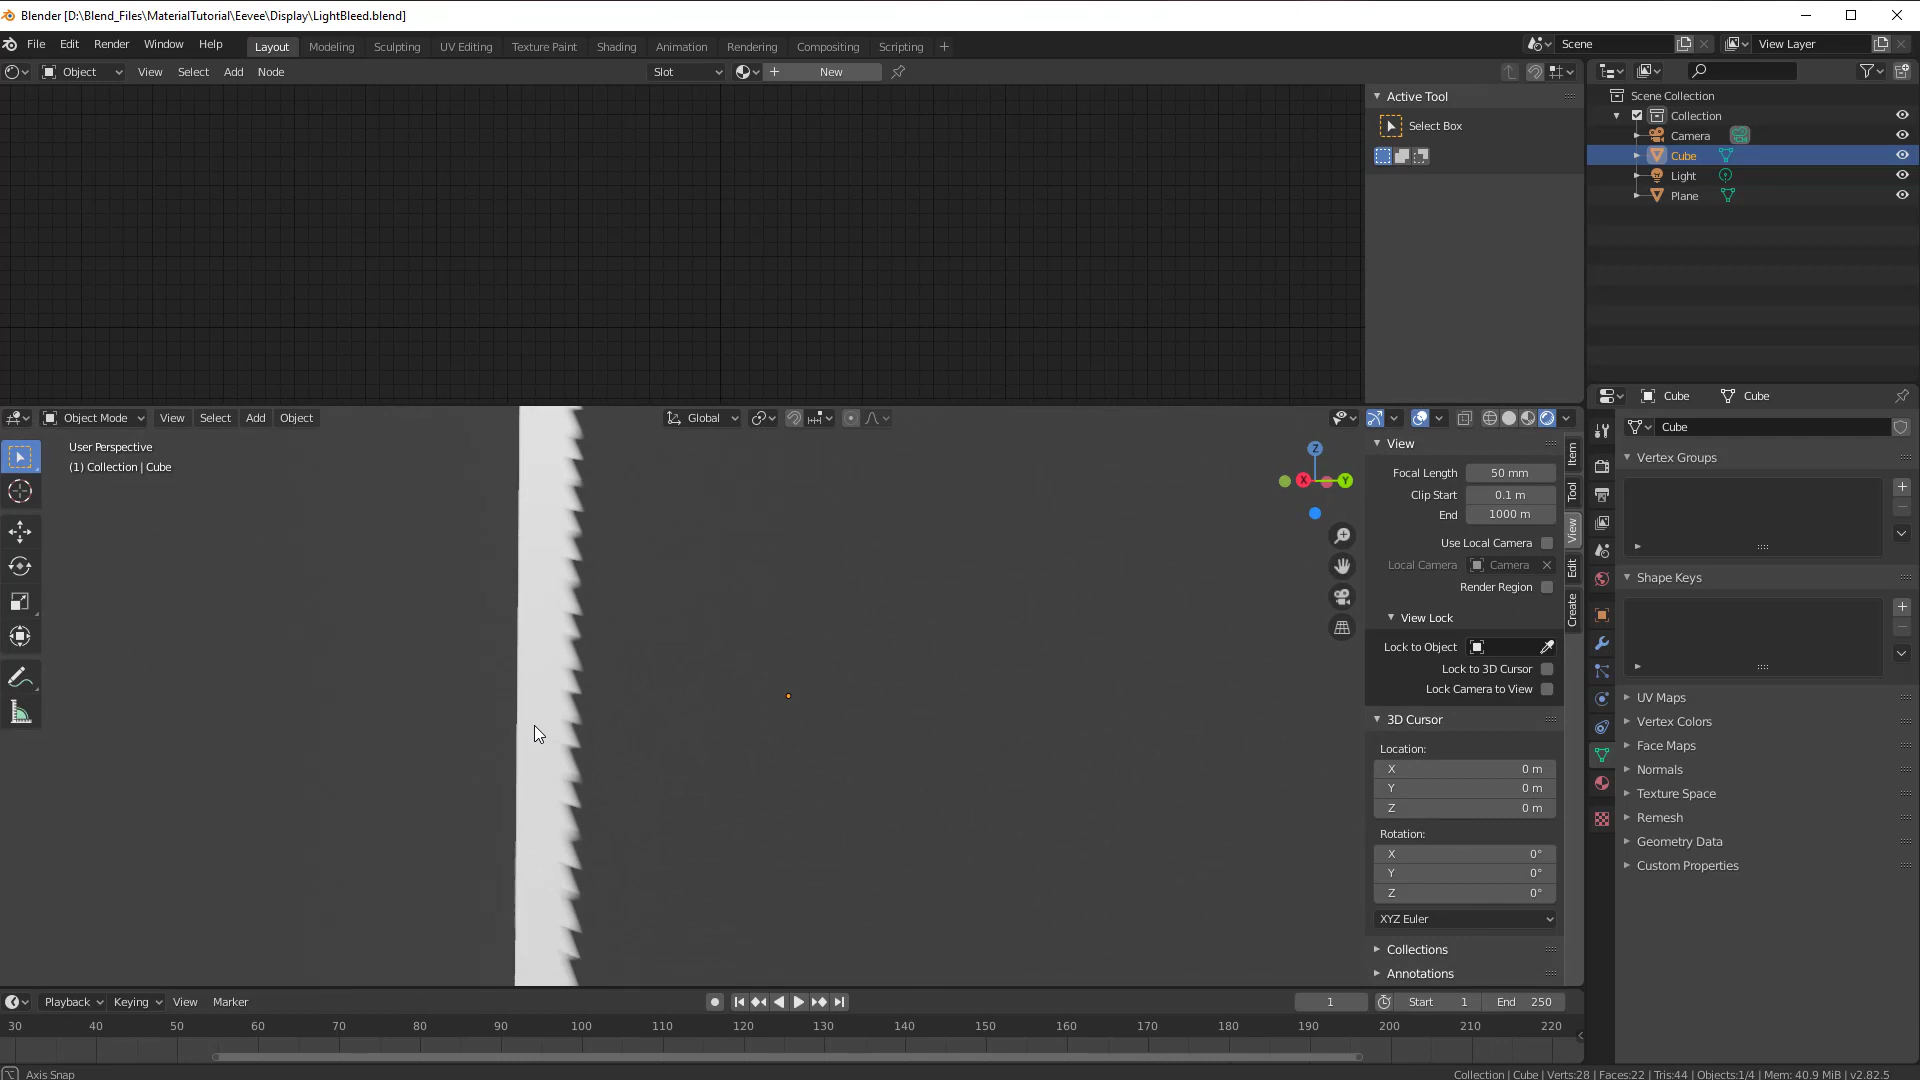 Blender [D:\Blend_Files\MaterialTutorial\Eevee\Display\LightBleed.blend]
File Edit Render Window Help Layout Modeling Sculpting UV Editing Texture Paint Shading Animation Rendering Compositing Scripting + Scene View Layer
Object View Select Add Node Slot New
Active Tool
Select Box
Scene Collection
Collection
Camera
Cube
Light
Plane
Object Mode View Select Add Object Global
User Perspective
(1) Collection | Cube
Z
X
Y
View
Focal Length 50 mm
Clip Start 0.1 m
End 1000 m
Use Local Camera
Local Camera Camera
Render Region
View Lock
Lock to Object
Lock to 3D Cursor
Lock Camera to View
3D Cursor
Location:
X 0 m
Y 0 m
Z 0 m
Rotation:
X 0°
Y 0°
Z 0°
XYZ Euler
Collections
Annotations
Item
Tool
View
Edit
Create
Cube Cube
Cube
Vertex Groups
Shape Keys
UV Maps
Vertex Colors
Face Maps
Normals
Texture Space
Remesh
Geometry Data
Custom Properties
Playback Keying View Marker 1 Start 1 End 250
30 40 50 60 70 80 90 100 110 120 130 140 150 160 170 180 190 200 210 220
Axis Snap
Collection | Cube | Verts:28 | Faces:22 | Tris:44 | Objects:1/4 | Mem: 40.9 MiB | v2.82.5